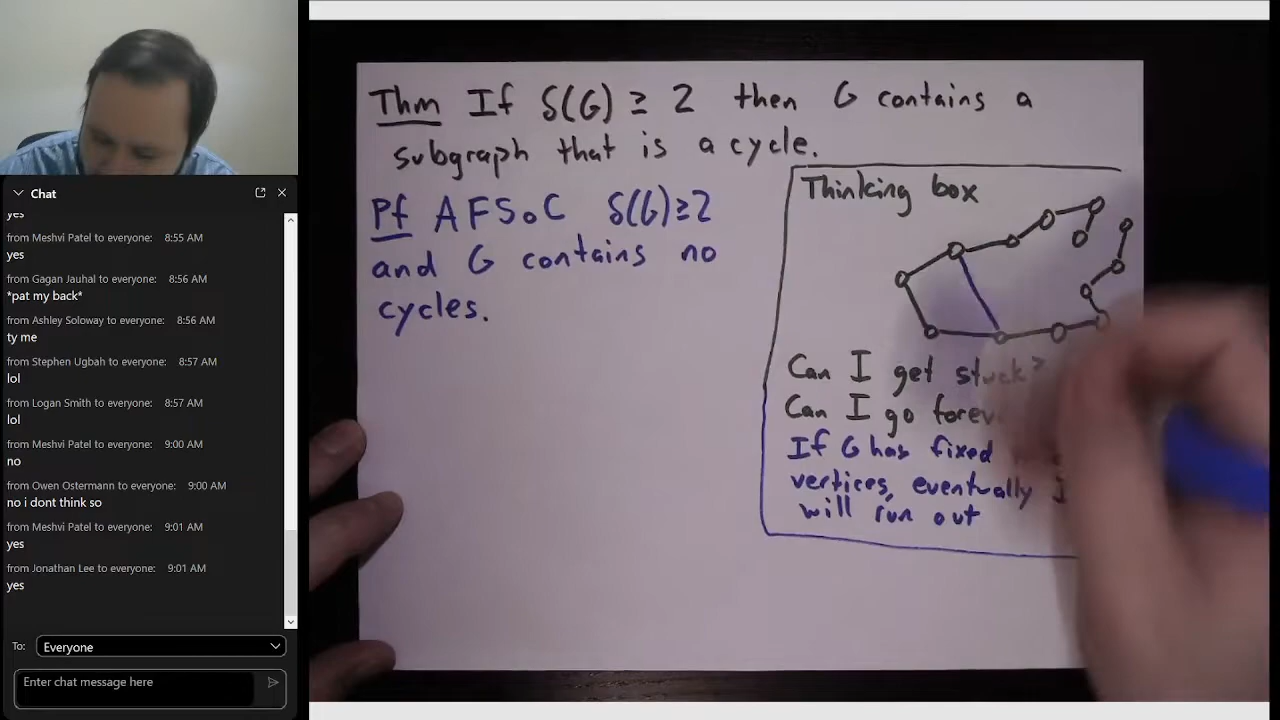 Chat
yes
from Meshvi Patel to everyone: 8:55 AM
yes
from Gagan Jauhal to everyone: 8:56 AM
*pat my back*
from Ashley Soloway to everyone: 8:56 AM
ty me
from Stephen Ugbah to everyone: 8:57 AM
lol
from Logan Smith to everyone: 8:57 AM
lol
from Meshvi Patel to everyone: 9:00 AM
no
from Owen Ostermann to everyone: 9:00 AM
no i dont think so
from Meshvi Patel to everyone: 9:01 AM
yes
from Jonathan Lee to everyone: 9:01 AM
yes
To: Everyone
Enter chat message here
Thm If δ(G) ≥ 2 then G contains a
subgraph that is a cycle.
Pf AFSoC δ(G)≥2
and G contains no
cycles.
Thinking box
Can I get stuck?
Can I go
If G has fixed
vertices, eventually I
will run out